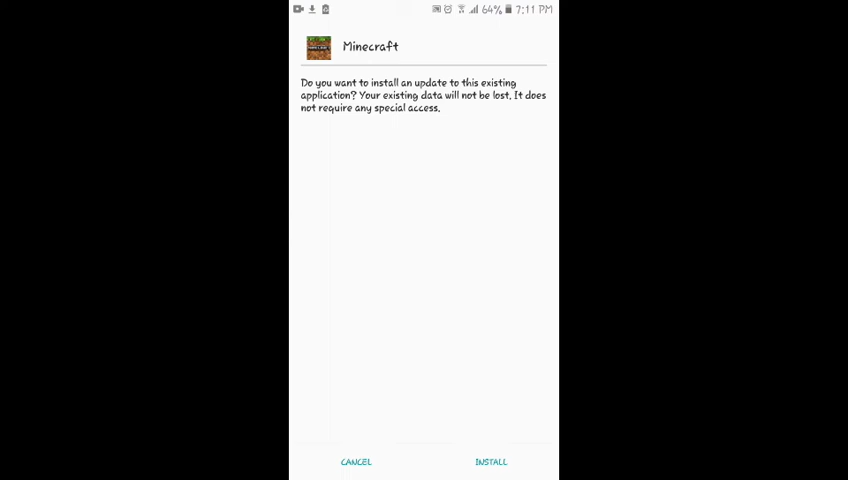 64% 7:11 PM
Minecraft
Do you want to install an update to this existing
application? Your existing data will not be lost. It does
not require any special access.
CANCEL INSTALL